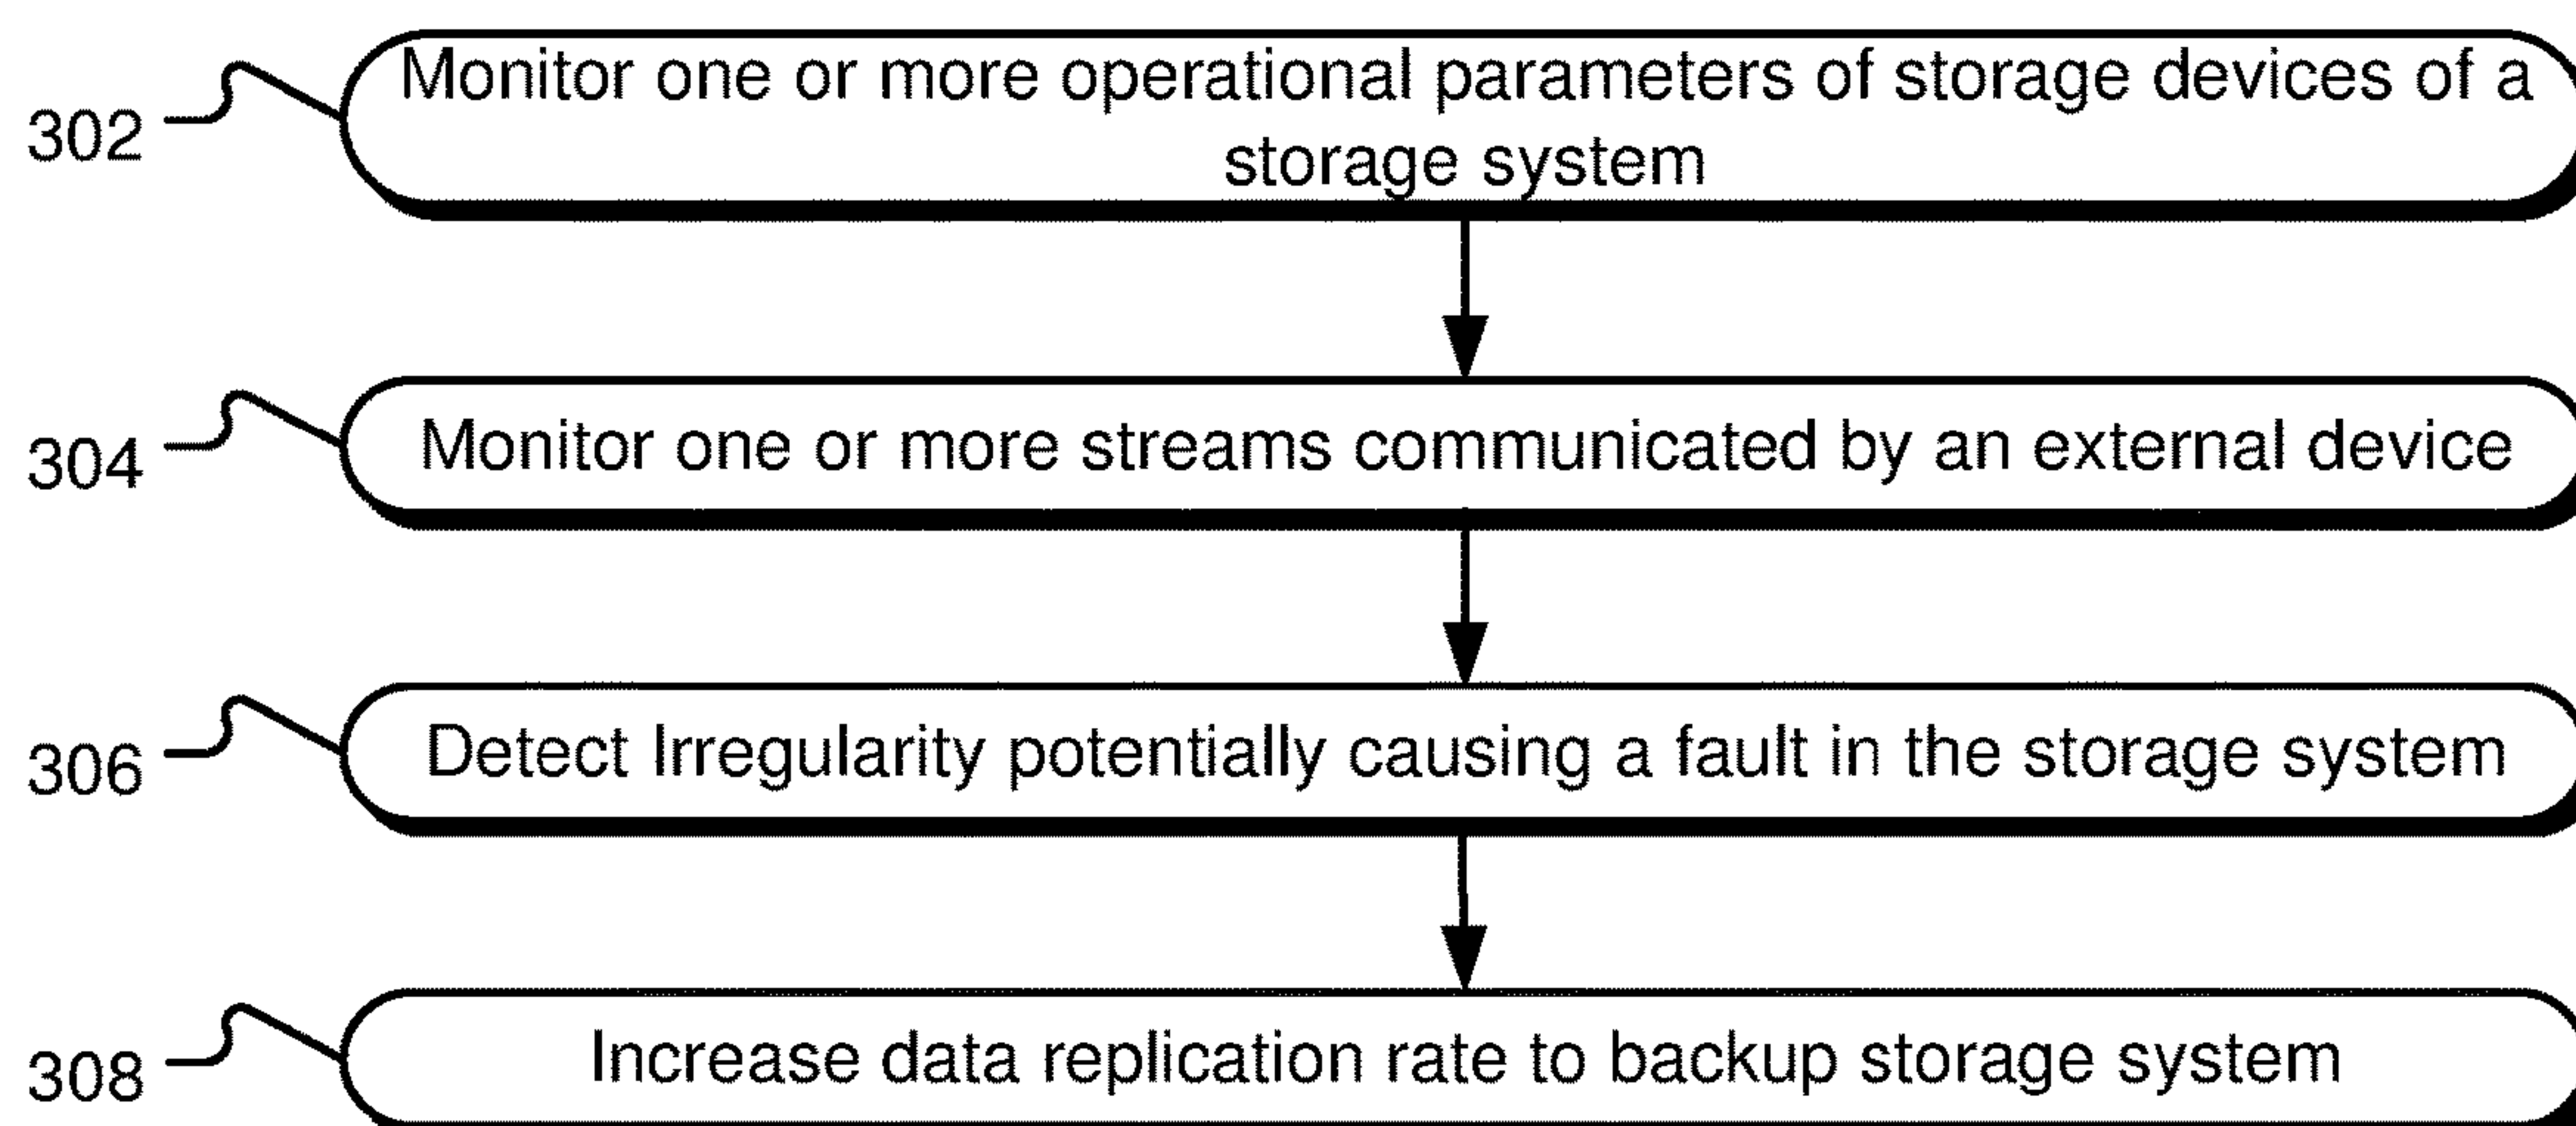 302
Monitor one or more operational parameters of storage devices of a
storage system
304
Monitor one or more streams communicated by an external device
306
Detect Irregularity potentially causing a fault in the storage system
308
Increase data replication rate to backup storage system